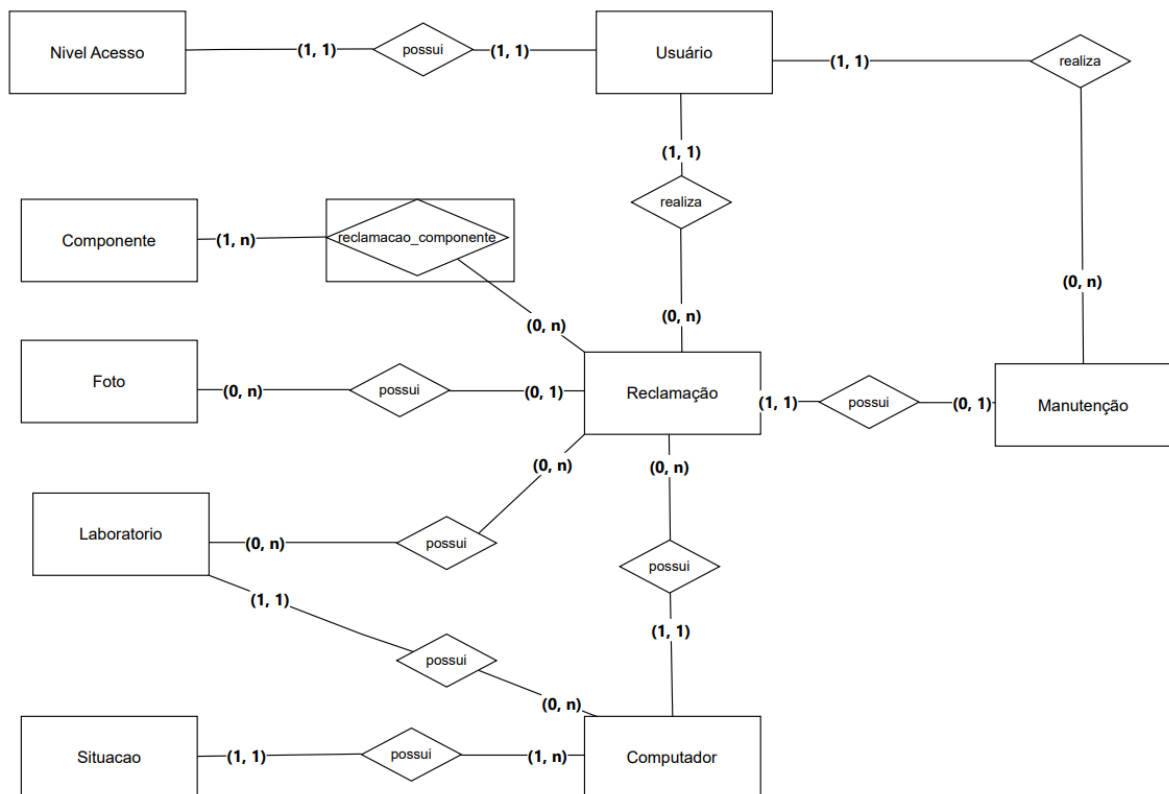 Nivel Acesso
(1, 1)
possui
(1, 1)
Usuário
(1, 1)
realiza
(1, 1)
realiza
(0, n)
(0, n)
Componente
(1, n)
reclamacao_componente
(0, n)
Foto
(0, n)
possui
(0, 1)
Reclamação
(1, 1)
possui
(0, 1)
Manutenção
(0, n)
(0, n)
Laboratorio
(0, n)
possui
possui
(1, 1)
(1, 1)
possui
(0, n)
Situacao
(1, 1)
possui
(1, n)
Computador